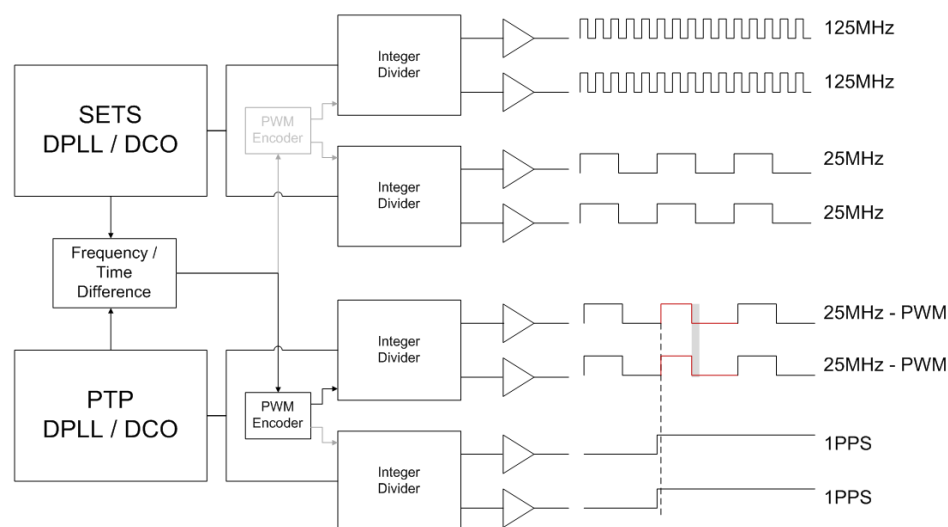 Integer
Divider
125MHz
125MHz
SETS
DPLL / DCO
PWM
Encoder
Integer
Divider
25MHz
25MHz
Frequency /
Time
Difference
Integer
Divider
25MHz - PWM
25MHz - PWM
PTP
DPLL / DCO
PWM
Encoder
Integer
Divider
1PPS
1PPS